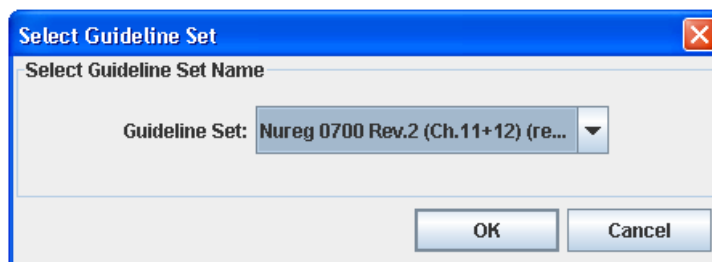 Select Guideline Set
Select Guideline Set Name
Guideline Set: Nureg 0700 Rev.2 (Ch.11+12) (re...
OK Cancel